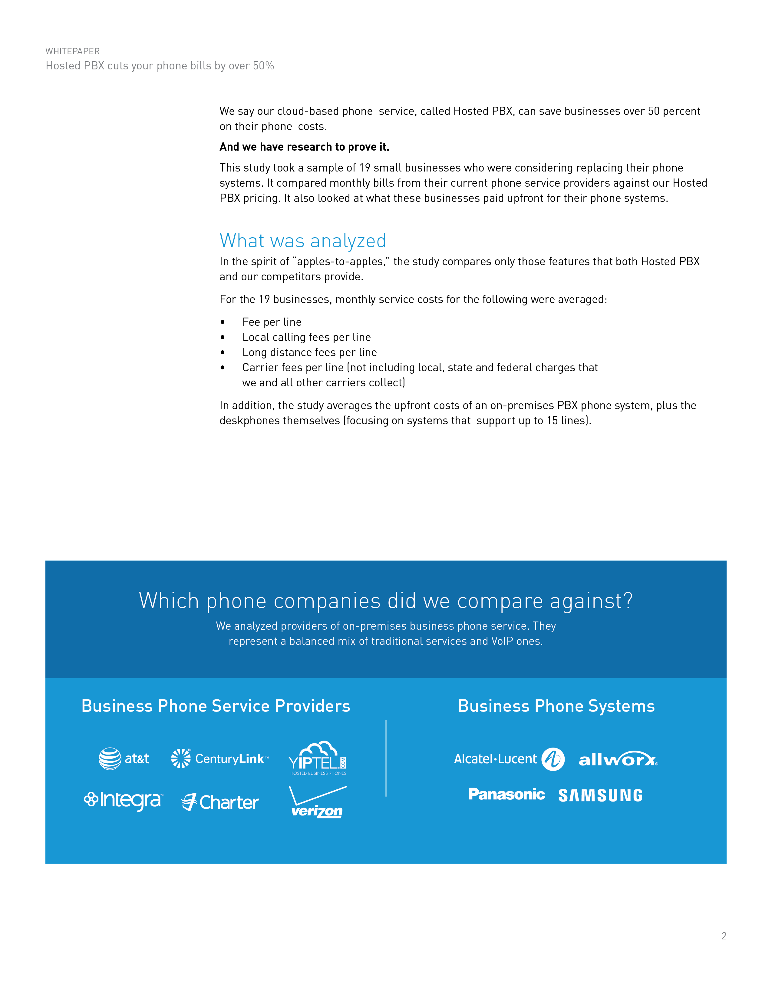 WHITEPAPER
Hosted PBX cuts your phone bills by over 50%
We say our cloud-based phone service, called Hosted PBX, can save businesses over 50 percent
on their phone costs.
And we have research to prove it.
This study took a sample of 19 small businesses who were considering replacing their phone
systems. It compared monthly bills from their current phone service providers against our Hosted
PBX pricing. It also looked at what these businesses paid upfront for their phone systems.
What was analyzed
In the spirit of “apples-to-apples,” the study compares only those features that both Hosted PBX
and our competitors provide.
For the 19 businesses, monthly service costs for the following were averaged:
• Fee per line
• Local calling fees per line
• Long distance fees per line
• Carrier fees per line (not including local, state and federal charges that
we and all other carriers collect)
In addition, the study averages the upfront costs of an on-premises PBX phone system, plus the
deskphones themselves (focusing on systems that support up to 15 lines).
Which phone companies did we compare against?
We analyzed providers of on-premises business phone service. They
represent a balanced mix of traditional services and VoIP ones.
Business Phone Service Providers
at&t
CenturyLink™
YIPTEL.COM
HOSTED BUSINESS PHONES
Integra™
Charter
verizon
Business Phone Systems
Alcatel•Lucent
allworx®
Panasonic
SAMSUNG
2